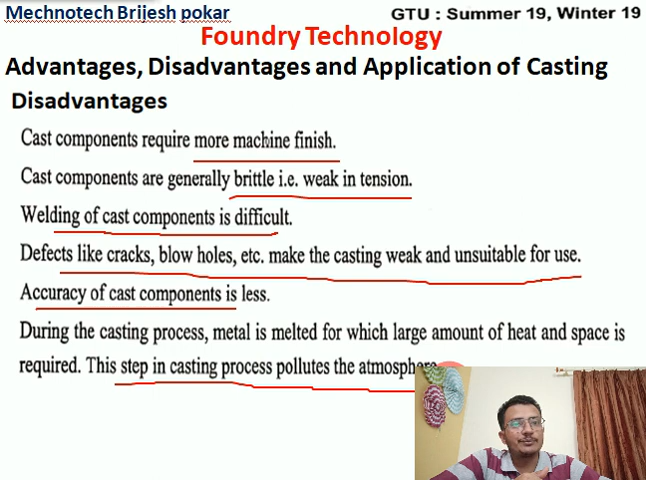 Mechnotech Brijesh pokar
GTU : Summer 19, Winter 19
Foundry Technology
Advantages, Disadvantages and Application of Casting
Disadvantages
Cast components require more machine finish.
Cast components are generally brittle i.e. weak in tension.
Welding of cast components is difficult.
Defects like cracks, blow holes, etc. make the casting weak and unsuitable for use.
Accuracy of cast components is less.
During the casting process, metal is melted for which large amount of heat and space is
required. This step in casting process pollutes the atmosphere